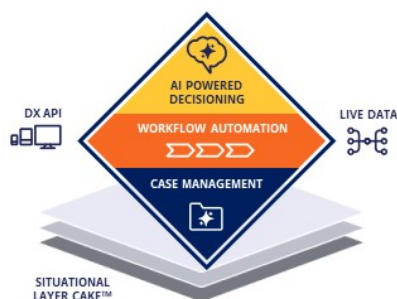 AI POWERED
DECISIONING
DX API
LIVE DATA
WORKFLOW AUTOMATION
CASE MANAGEMENT
SITUATIONAL
LAYER CAKE™